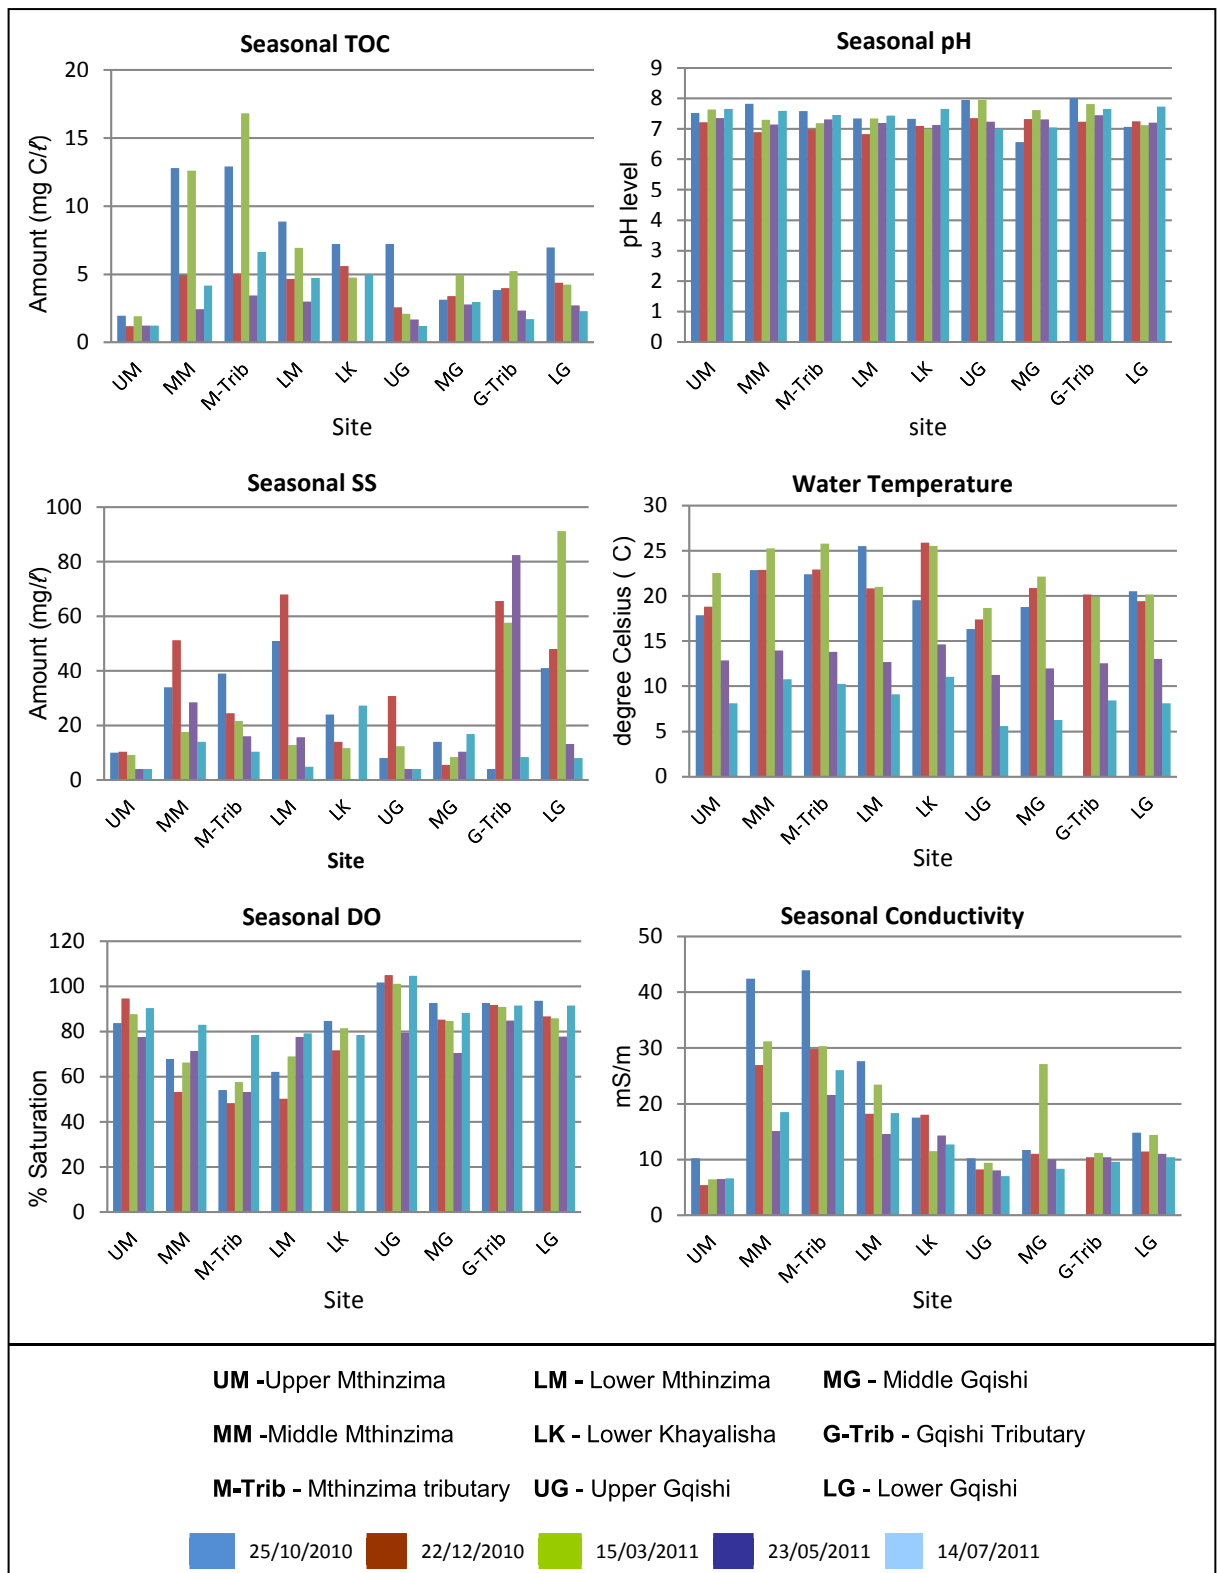 Seasonal TOC
Amount (mg C/ℓ)
20
15
10
5
0
UM MM M-Trib LM LK UG MG G-Trib LG
Site
Seasonal pH
pH level
9
8
7
6
5
4
3
2
1
0
UM MM M-Trib LM LK UG MG G-Trib LG
site
Seasonal SS
Amount (mg/ℓ)
100
80
60
40
20
0
UM MM M-Trib LM LK UG MG G-Trib LG
Site
Water Temperature
degree Celsius ( C)
30
25
20
15
10
5
0
UM MM M-Trib LM LK UG MG G-Trib LG
Site
Seasonal DO
% Saturation
120
100
80
60
40
20
0
UM MM M-Trib LM LK UG MG G-Trib LG
Site
Seasonal Conductivity
mS/m
50
40
30
20
10
0
UM MM M-Trib LM LK UG MG G-Trib LG
Site
UM -Upper Mthinzima LM - Lower Mthinzima MG - Middle Gqishi
MM -Middle Mthinzima LK - Lower Khayalisha G-Trib - Gqishi Tributary
M-Trib - Mthinzima tributary UG - Upper Gqishi LG - Lower Gqishi
25/10/2010 22/12/2010 15/03/2011 23/05/2011 14/07/2011